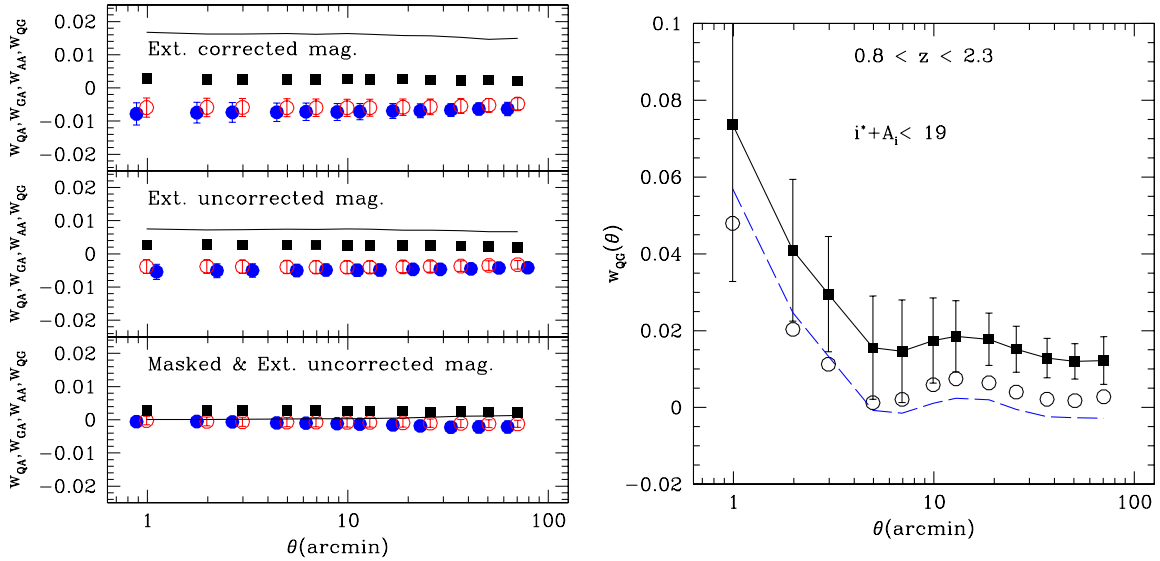 0.02
0.01
0
−0.01
−0.02
w_QA, w_GA, w_AA, w_QG
Ext. corrected mag.
0.02
0.01
0
−0.01
−0.02
w_QA, w_GA, w_AA, w_QG
Ext. uncorrected mag.
0.02
0.01
0
−0.01
−0.02
w_QA, w_GA, w_AA, w_QG
Masked & Ext. uncorrected mag.
1 10 100
θ(arcmin)
0.1
0.08
0.06
0.04
0.02
0
−0.02
w_QG(θ)
0.8 < z < 2.3
i*+A_i< 19
1 10 100
θ(arcmin)